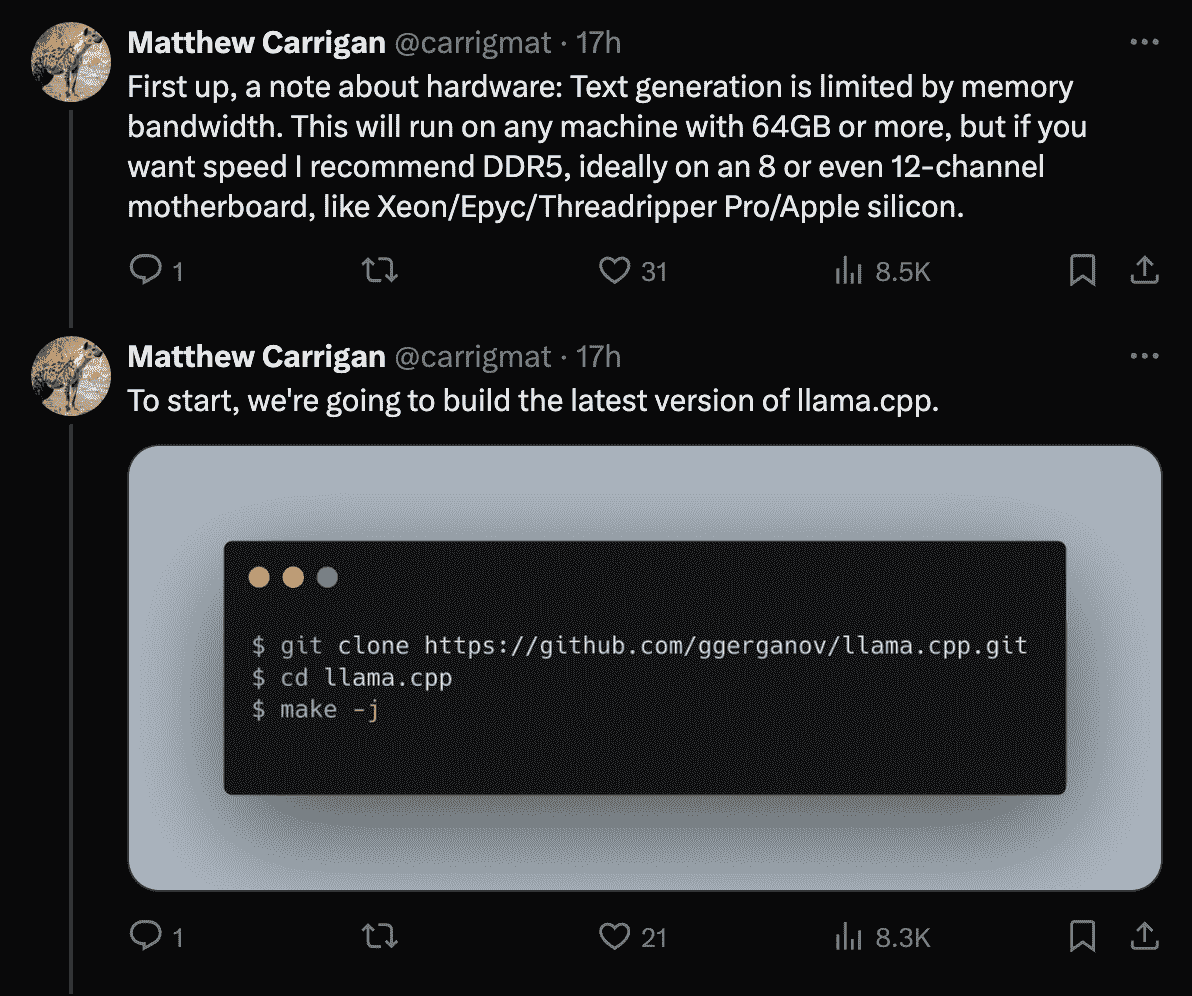 Matthew Carrigan @carrigmat · 17h
First up, a note about hardware: Text generation is limited by memory
bandwidth. This will run on any machine with 64GB or more, but if you
want speed I recommend DDR5, ideally on an 8 or even 12-channel
motherboard, like Xeon/Epyc/Threadripper Pro/Apple silicon.
1 31 8.5K
Matthew Carrigan @carrigmat · 17h
To start, we're going to build the latest version of llama.cpp.
$ git clone https://github.com/ggerganov/llama.cpp.git
$ cd llama.cpp
$ make -j
1 21 8.3K